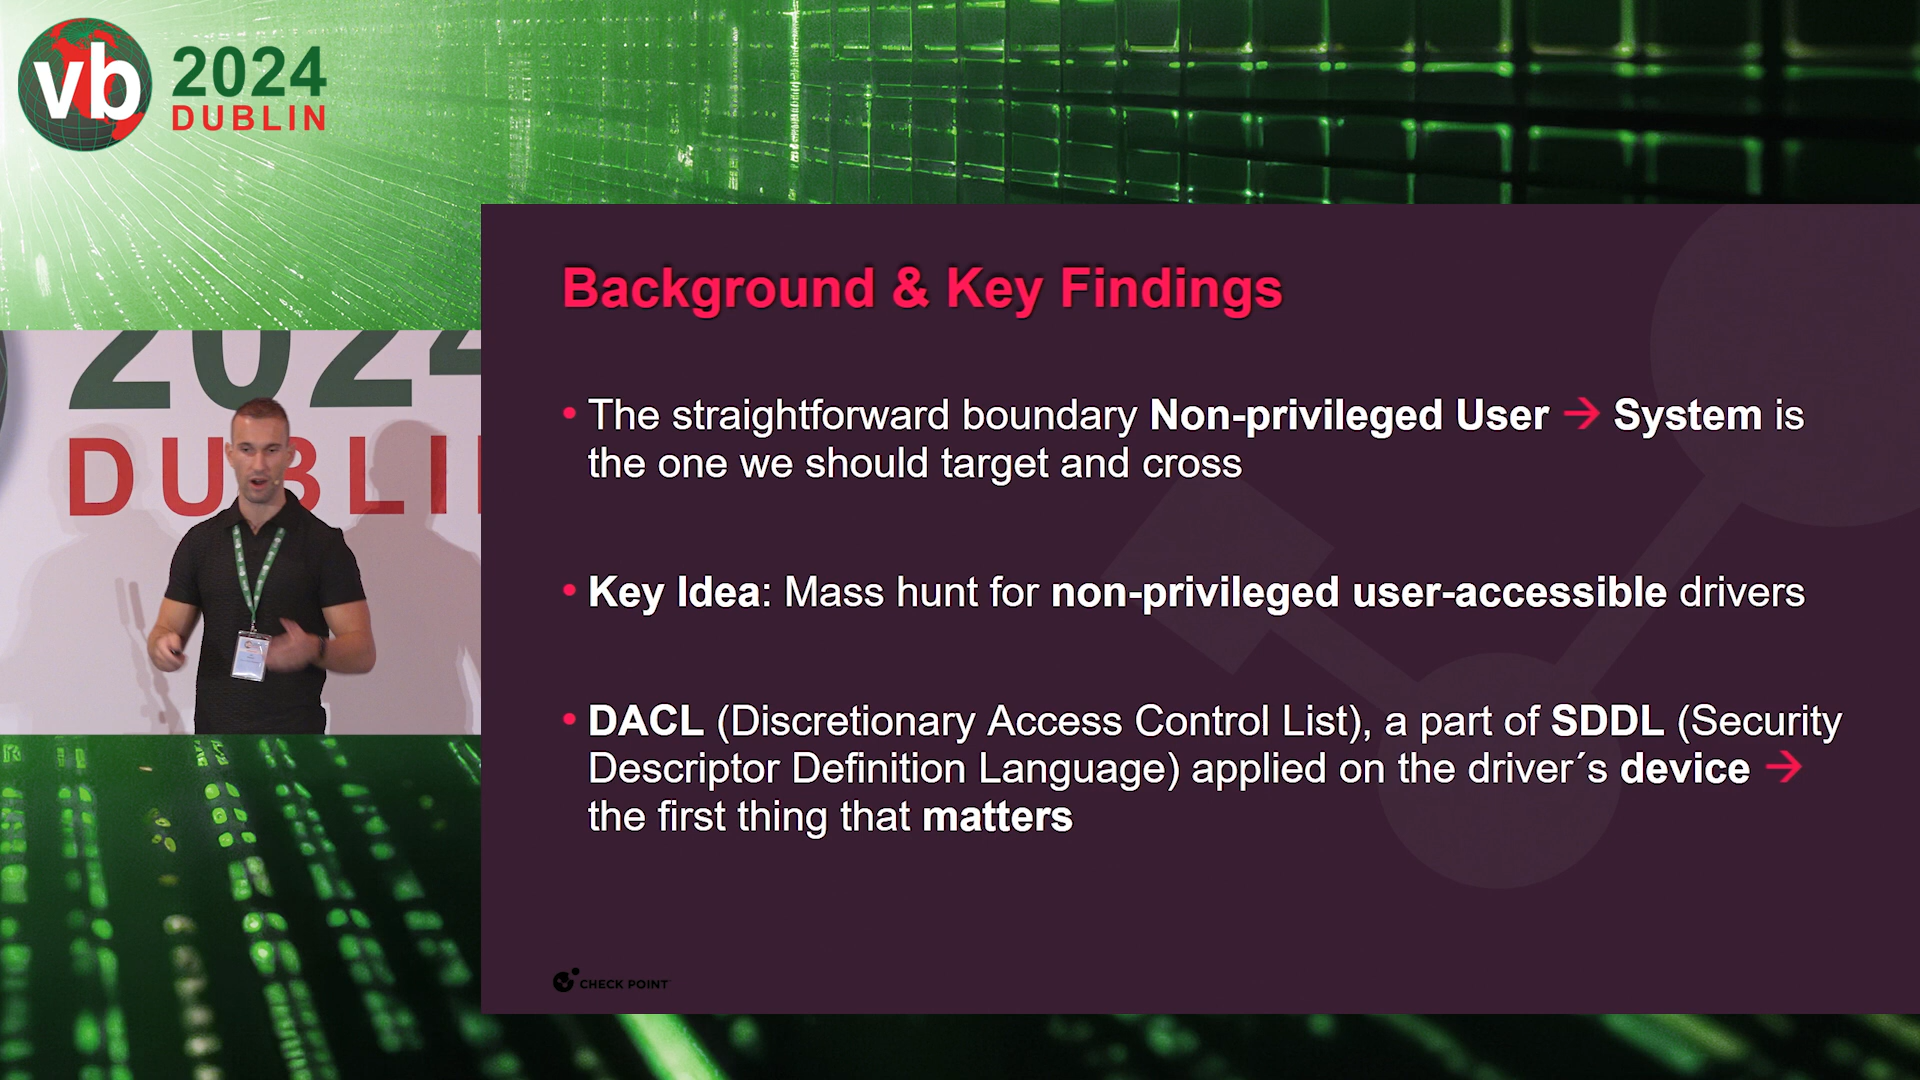 vb 2024
DUBLIN
2024
DUBLI
Background & Key Findings
• The straightforward boundary Non-privileged User → System is
the one we should target and cross
• Key Idea: Mass hunt for non-privileged user-accessible drivers
• DACL (Discretionary Access Control List), a part of SDDL (Security
Descriptor Definition Language) applied on the driver´s device →
the first thing that matters
CHECK POINT